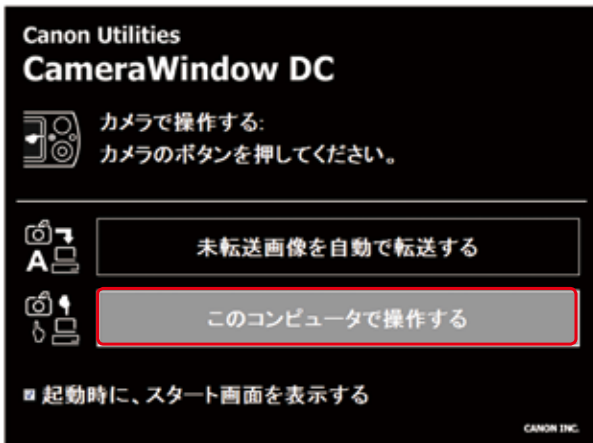 Canon Utilities
CameraWindow DC
カメラで操作する:
カメラのボタンを押してください。
未転送画像を自動で転送する
A
このコンピュータで操作する
起動時に、スタート画面を表示する
CANON INC.